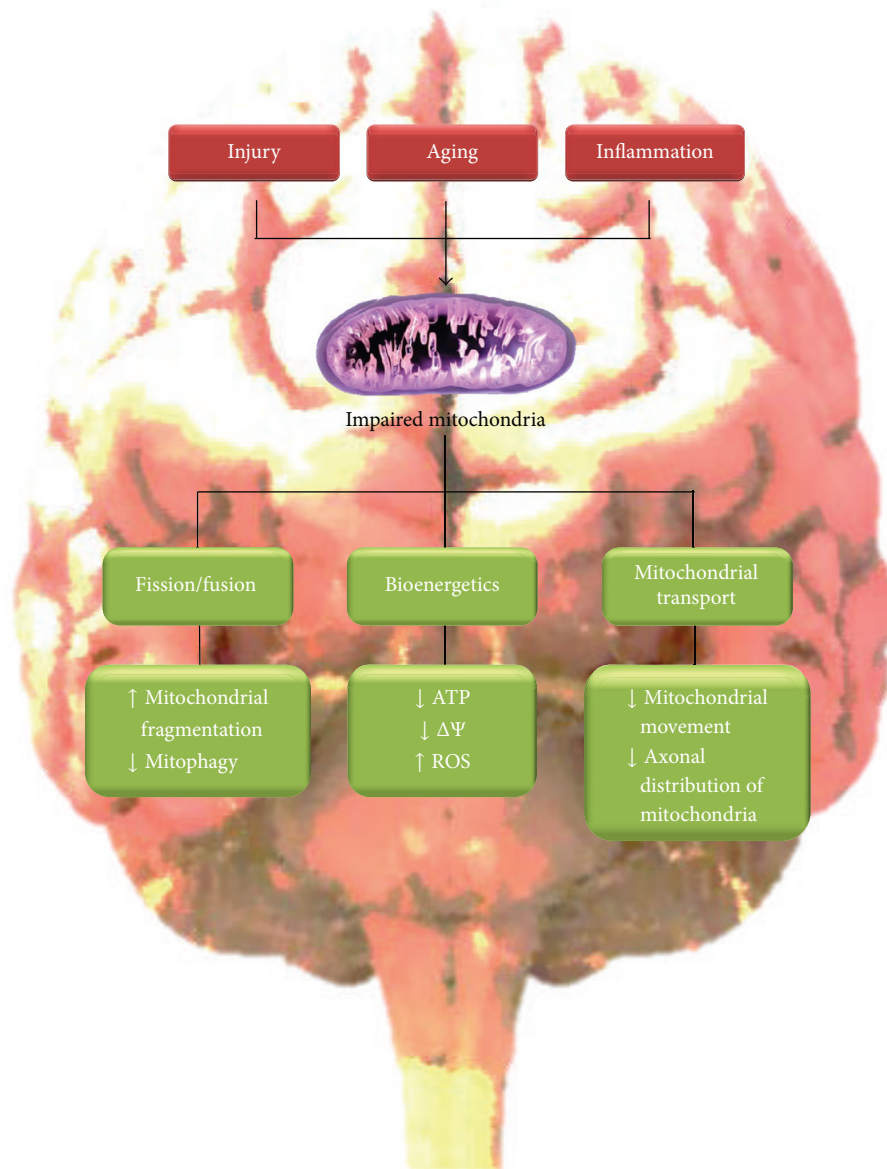 Injury
Aging
Inflammation
Impaired mitochondria
Fission/fusion
Bioenergetics
Mitochondrial
transport
↑ Mitochondrial
fragmentation
↓ Mitophagy
↓ ATP
↓ ΔΨ
↑ ROS
↓ Mitochondrial
movement
↓ Axonal
distribution of
mitochondria